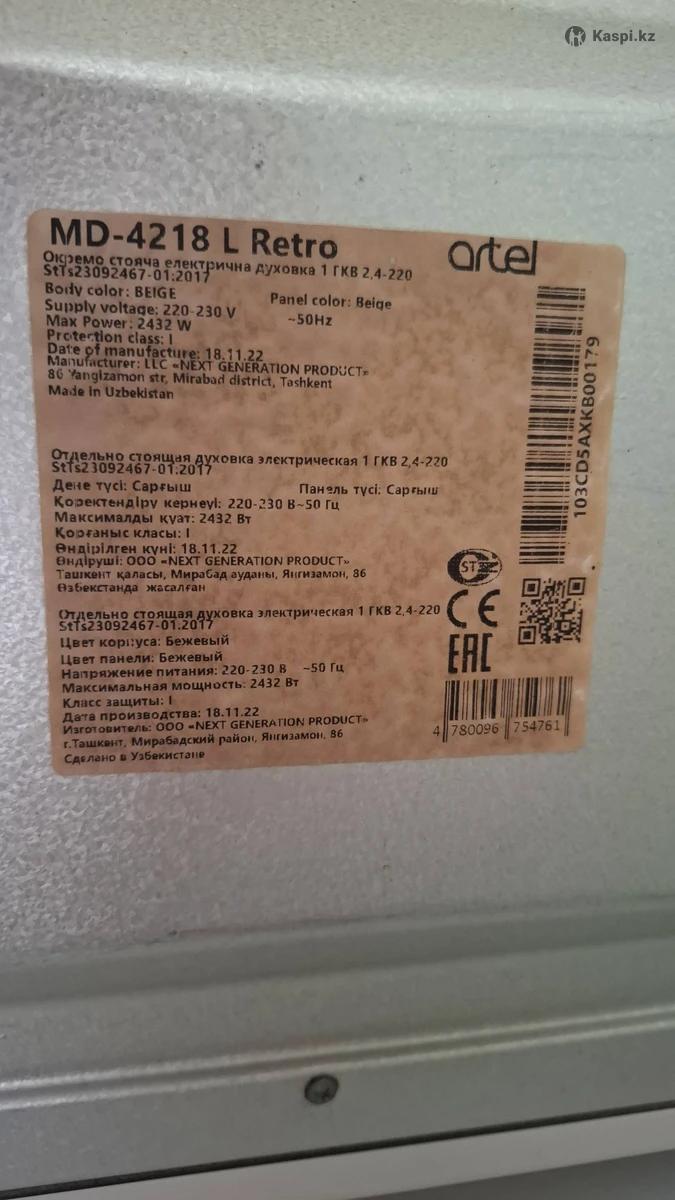 Kaspi.kz
MD-4218 L Retro
artel
Окремо стояча електрична духовка 1 ГКВ 2,4-220
StTs23092467-01:2017
Body color: BEIGE
Panel color: Beige
Supply voltage: 220-230 V ~50Hz
Max Power: 2432 W
Protection class: I
Date of manufacture: 18.11.22
Manufacturer: LLC «NEXT GENERATION PRODUCT»
86 Yangizamon str, Mirabad district, Tashkent
Made in Uzbekistan
103CD5AXKB00179
Отдельно стоящая духовка электрическая 1 ГКВ 2,4-220
StTs23092467-01:2017
Дене түсі: Сарғыш
Панель түсі: Сарғыш
Коректендіру кернеуі: 220-230 В~50 Гц
Максималды қуат: 2432 Вт
Қорғаныс класы: I
Өндірілген күні: 18.11.22
Өндіруші: ООО «NEXT GENERATION PRODUCT»
Ташкент қаласы, Мирабад ауданы, Янгизамон, 86
Өзбекстанда жасалған
CE
EAC
Отдельно стоящая духовка электрическая 1 ГКВ 2,4-220
StTs23092467-01:2017
Цвет корпуса: Бежевый
Цвет панели: Бежевый
Напряжение питания: 220-230 В ~50 Гц
Максимальная мощность: 2432 Вт
Класс защиты: I
Дата производства: 18.11.22
Изготовитель: ООО «NEXT GENERATION PRODUCT»
г.Ташкент, Мирабадский район, Янгизамон, 86
Сделано в Узбекистане
4 780096 754761